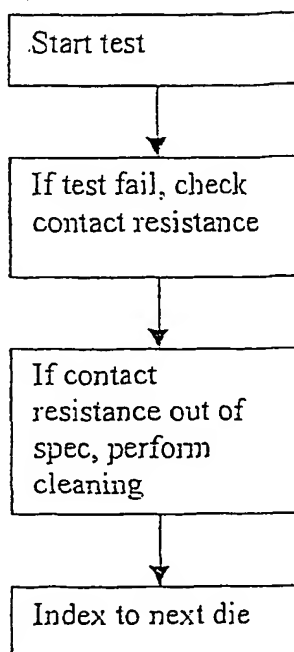 Start test
If test fail, check
contact resistance
If contact
resistance out of
spec, perform
cleaning
Index to next die